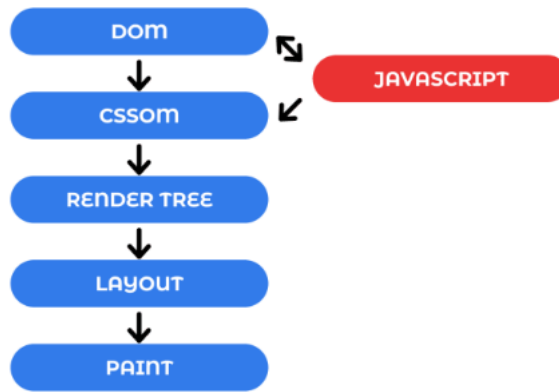 DOM
JAVASCRIPT
CSSOM
RENDER TREE
LAYOUT
PAINT